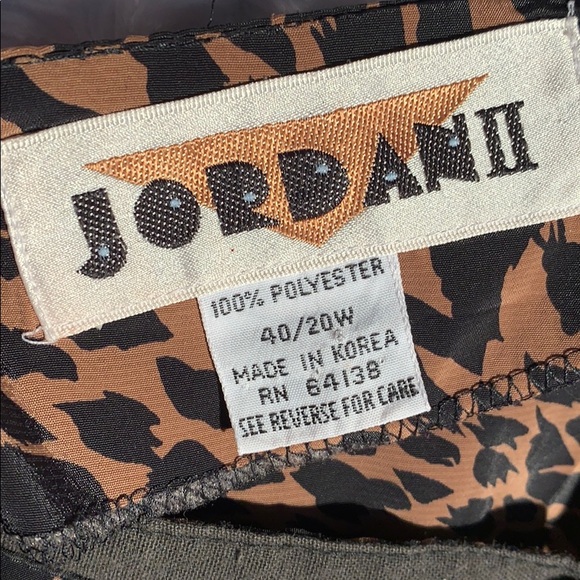 JORDAN II
100% POLYESTER
40/20W
MADE IN KOREA
RN 64138
SEE REVERSE FOR CARE